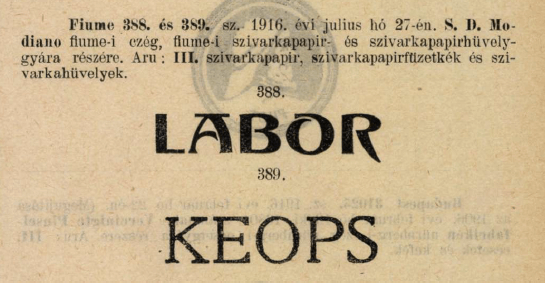 Fiume 388. és 389. sz. 1916. évi julius hó 27-én. S. D. Mo-
diano fiume-i czég, fiume-i szivarkapapir- és szivarkapapirhüvely-
gyára részére. Aru: III. szivarkapapir, szivarkapapirfüzetkék és szi-
varkahüvelyek.
388.
LABOR
389.
KEOPS